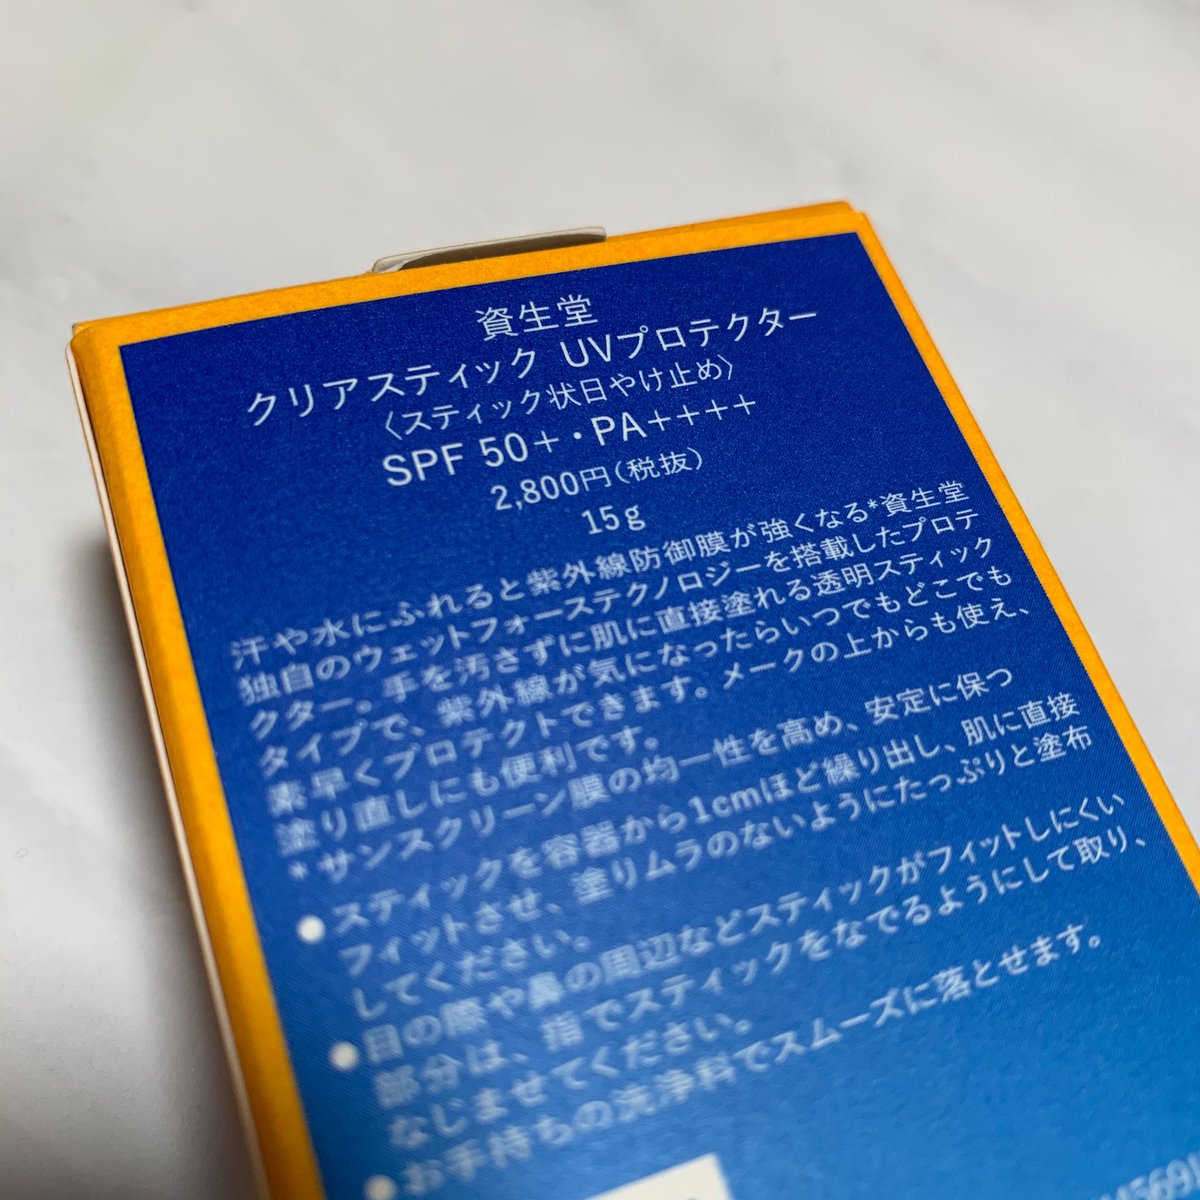 資生堂
クリアスティック UVプロテクター
〈スティック状日やけ止め〉
SPF 50+・PA++++
2,800円(税抜)
15g
汗や水にふれると紫外線防御膜が強くなる*資生堂
独自のウェットフォーステクノロジーを搭載したプロテ
クター。手を汚さずに肌に直接塗れる透明スティック
タイプで、紫外線が気になったらいつでもどこでも
素早くプロテクトできます。メークの上からも使え、
塗り直しにも便利です。
*サンスクリーン膜の均一性を高め、安定に保つ
●スティックを容器から1cmほど繰り出し、肌に直接
フィットさせ、塗りムラのないようにたっぷりと塗布
してください。
●目の際や鼻の周辺などスティックがフィットしにくい
部分は、指でスティックをなでるようにして取り、
なじませてください。
●お手持ちの洗浄料でスムーズに落とせます。